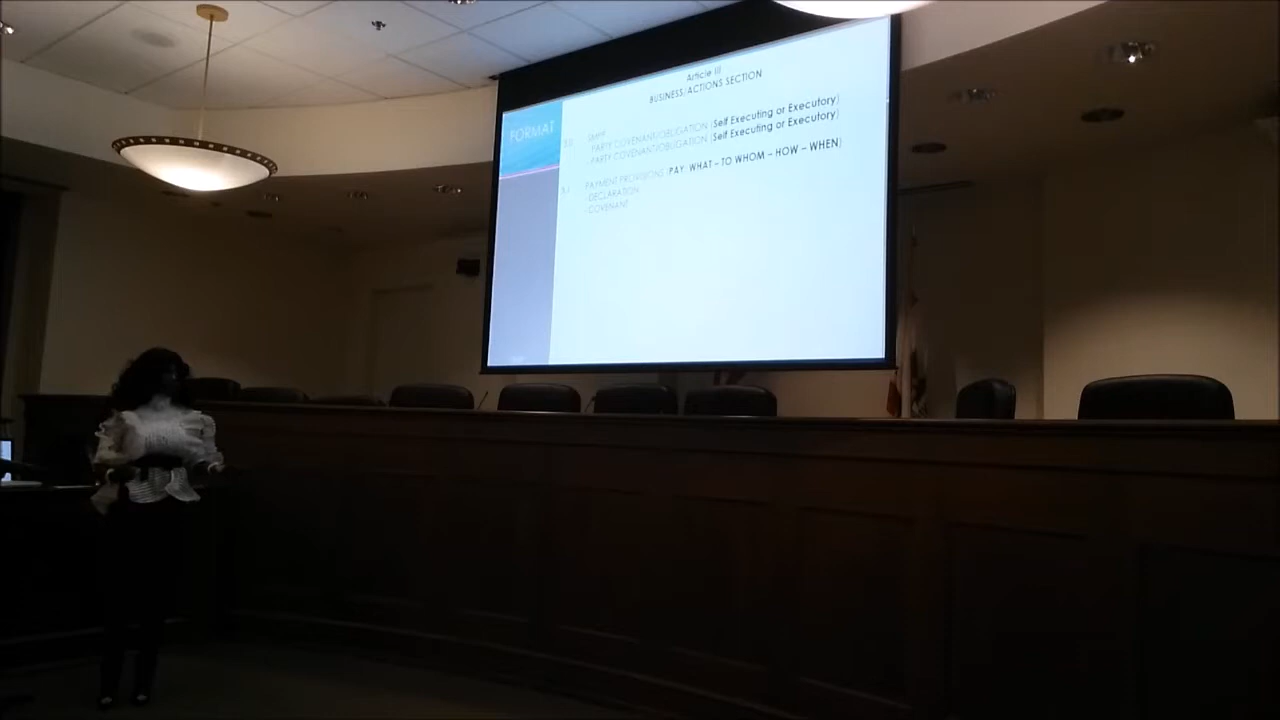 FORMAT
Article III
BUSINESS/ACTIONS SECTION
- PARTY COVENANT/OBLIGATION (Self Executing or Executory)
- PARTY COVENANT/OBLIGATION (Self Executing or Executory)
PAYMENT PROVISIONS (PAY: WHAT – TO WHOM – HOW – WHEN)
- DECLARATION
- COVENANT